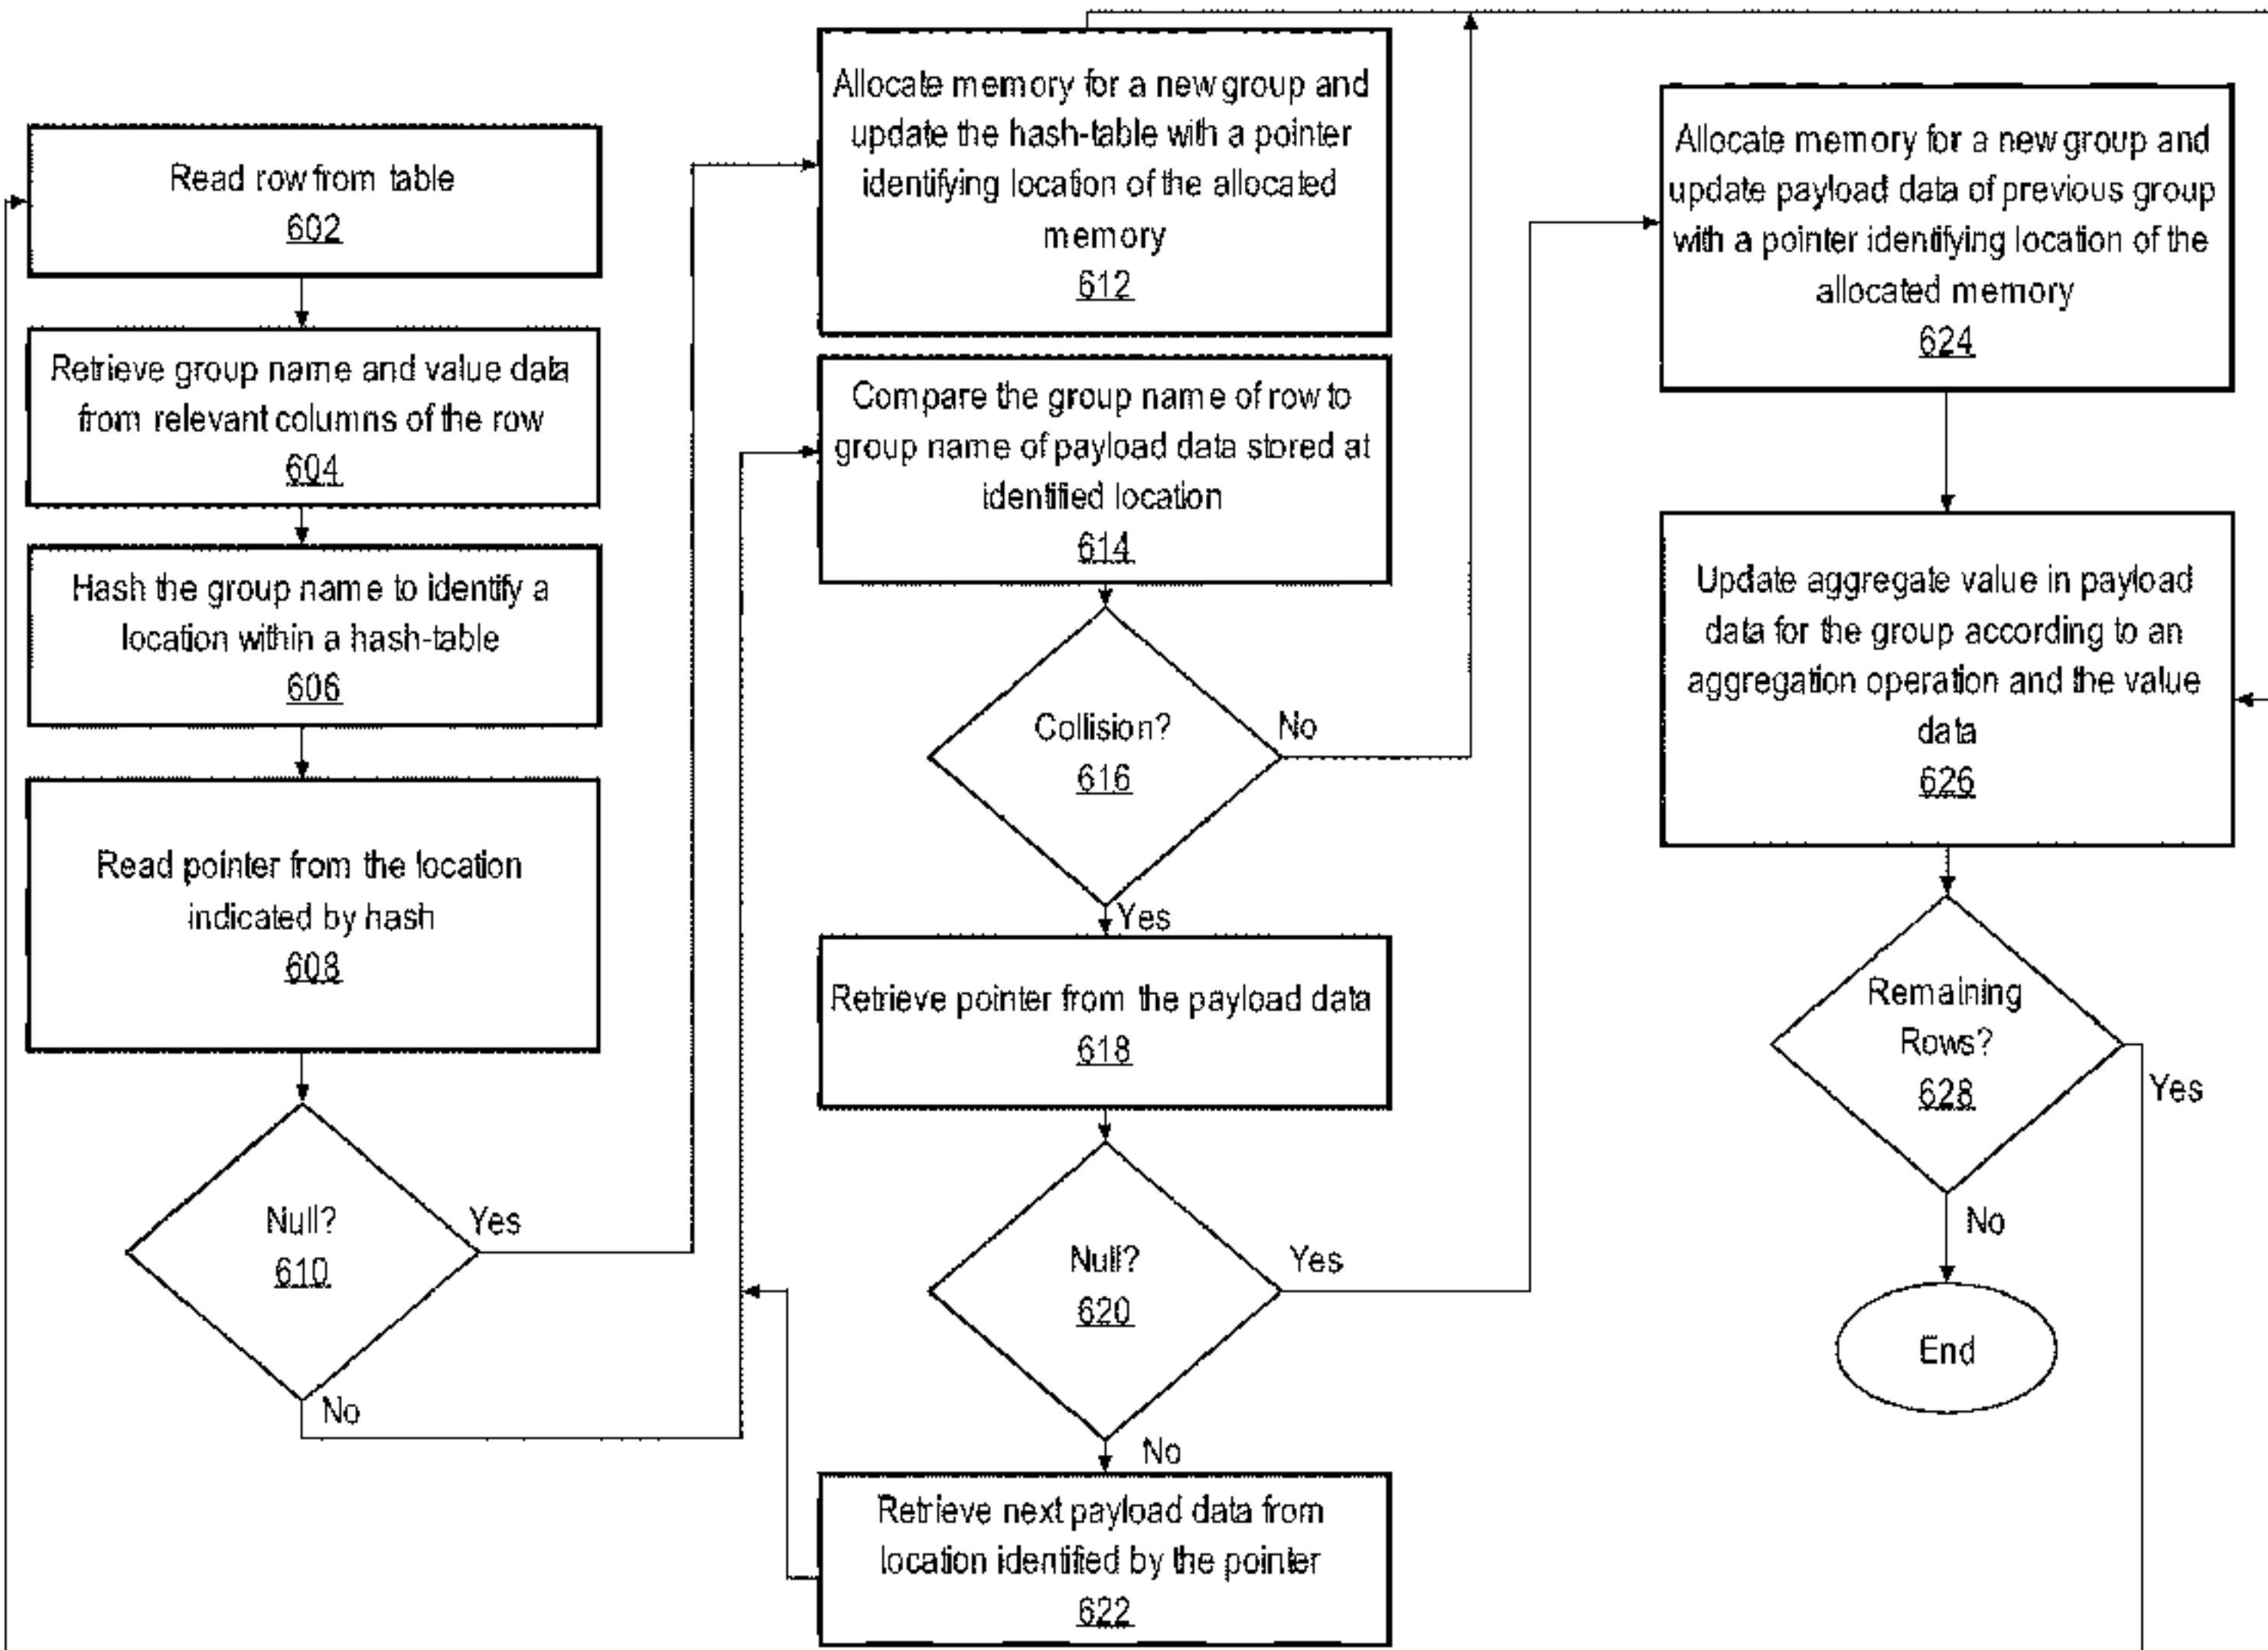 Read row from table
602
Retrieve group name and value data
from relevant columns of the row
604
Hash the group name to identify a
location within a hash-table
606
Read pointer from the location
indicated by hash
608
Null?
610
Yes
No
Allocate memory for a new group and
update the hash-table with a pointer
identifying location of the allocated
memory
612
Compare the group name of row to
group name of payload data stored at
identified location
614
Collision?
616
No
Yes
Retrieve pointer from the payload data
618
Null?
620
Yes
No
Retrieve next payload data from
location identified by the pointer
622
Allocate memory for a new group and
update payload data of previous group
with a pointer identifying location of the
allocated memory
624
Update aggregate value in payload
data for the group according to an
aggregation operation and the value
data
626
Remaining
Rows?
628
Yes
No
End